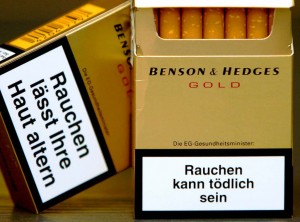 Rauchen
lässt Ihre
Haut altern
BENSON & HEDGES
GOLD
Die EG-Gesundheitsminister:
Rauchen
kann tödlich
sein